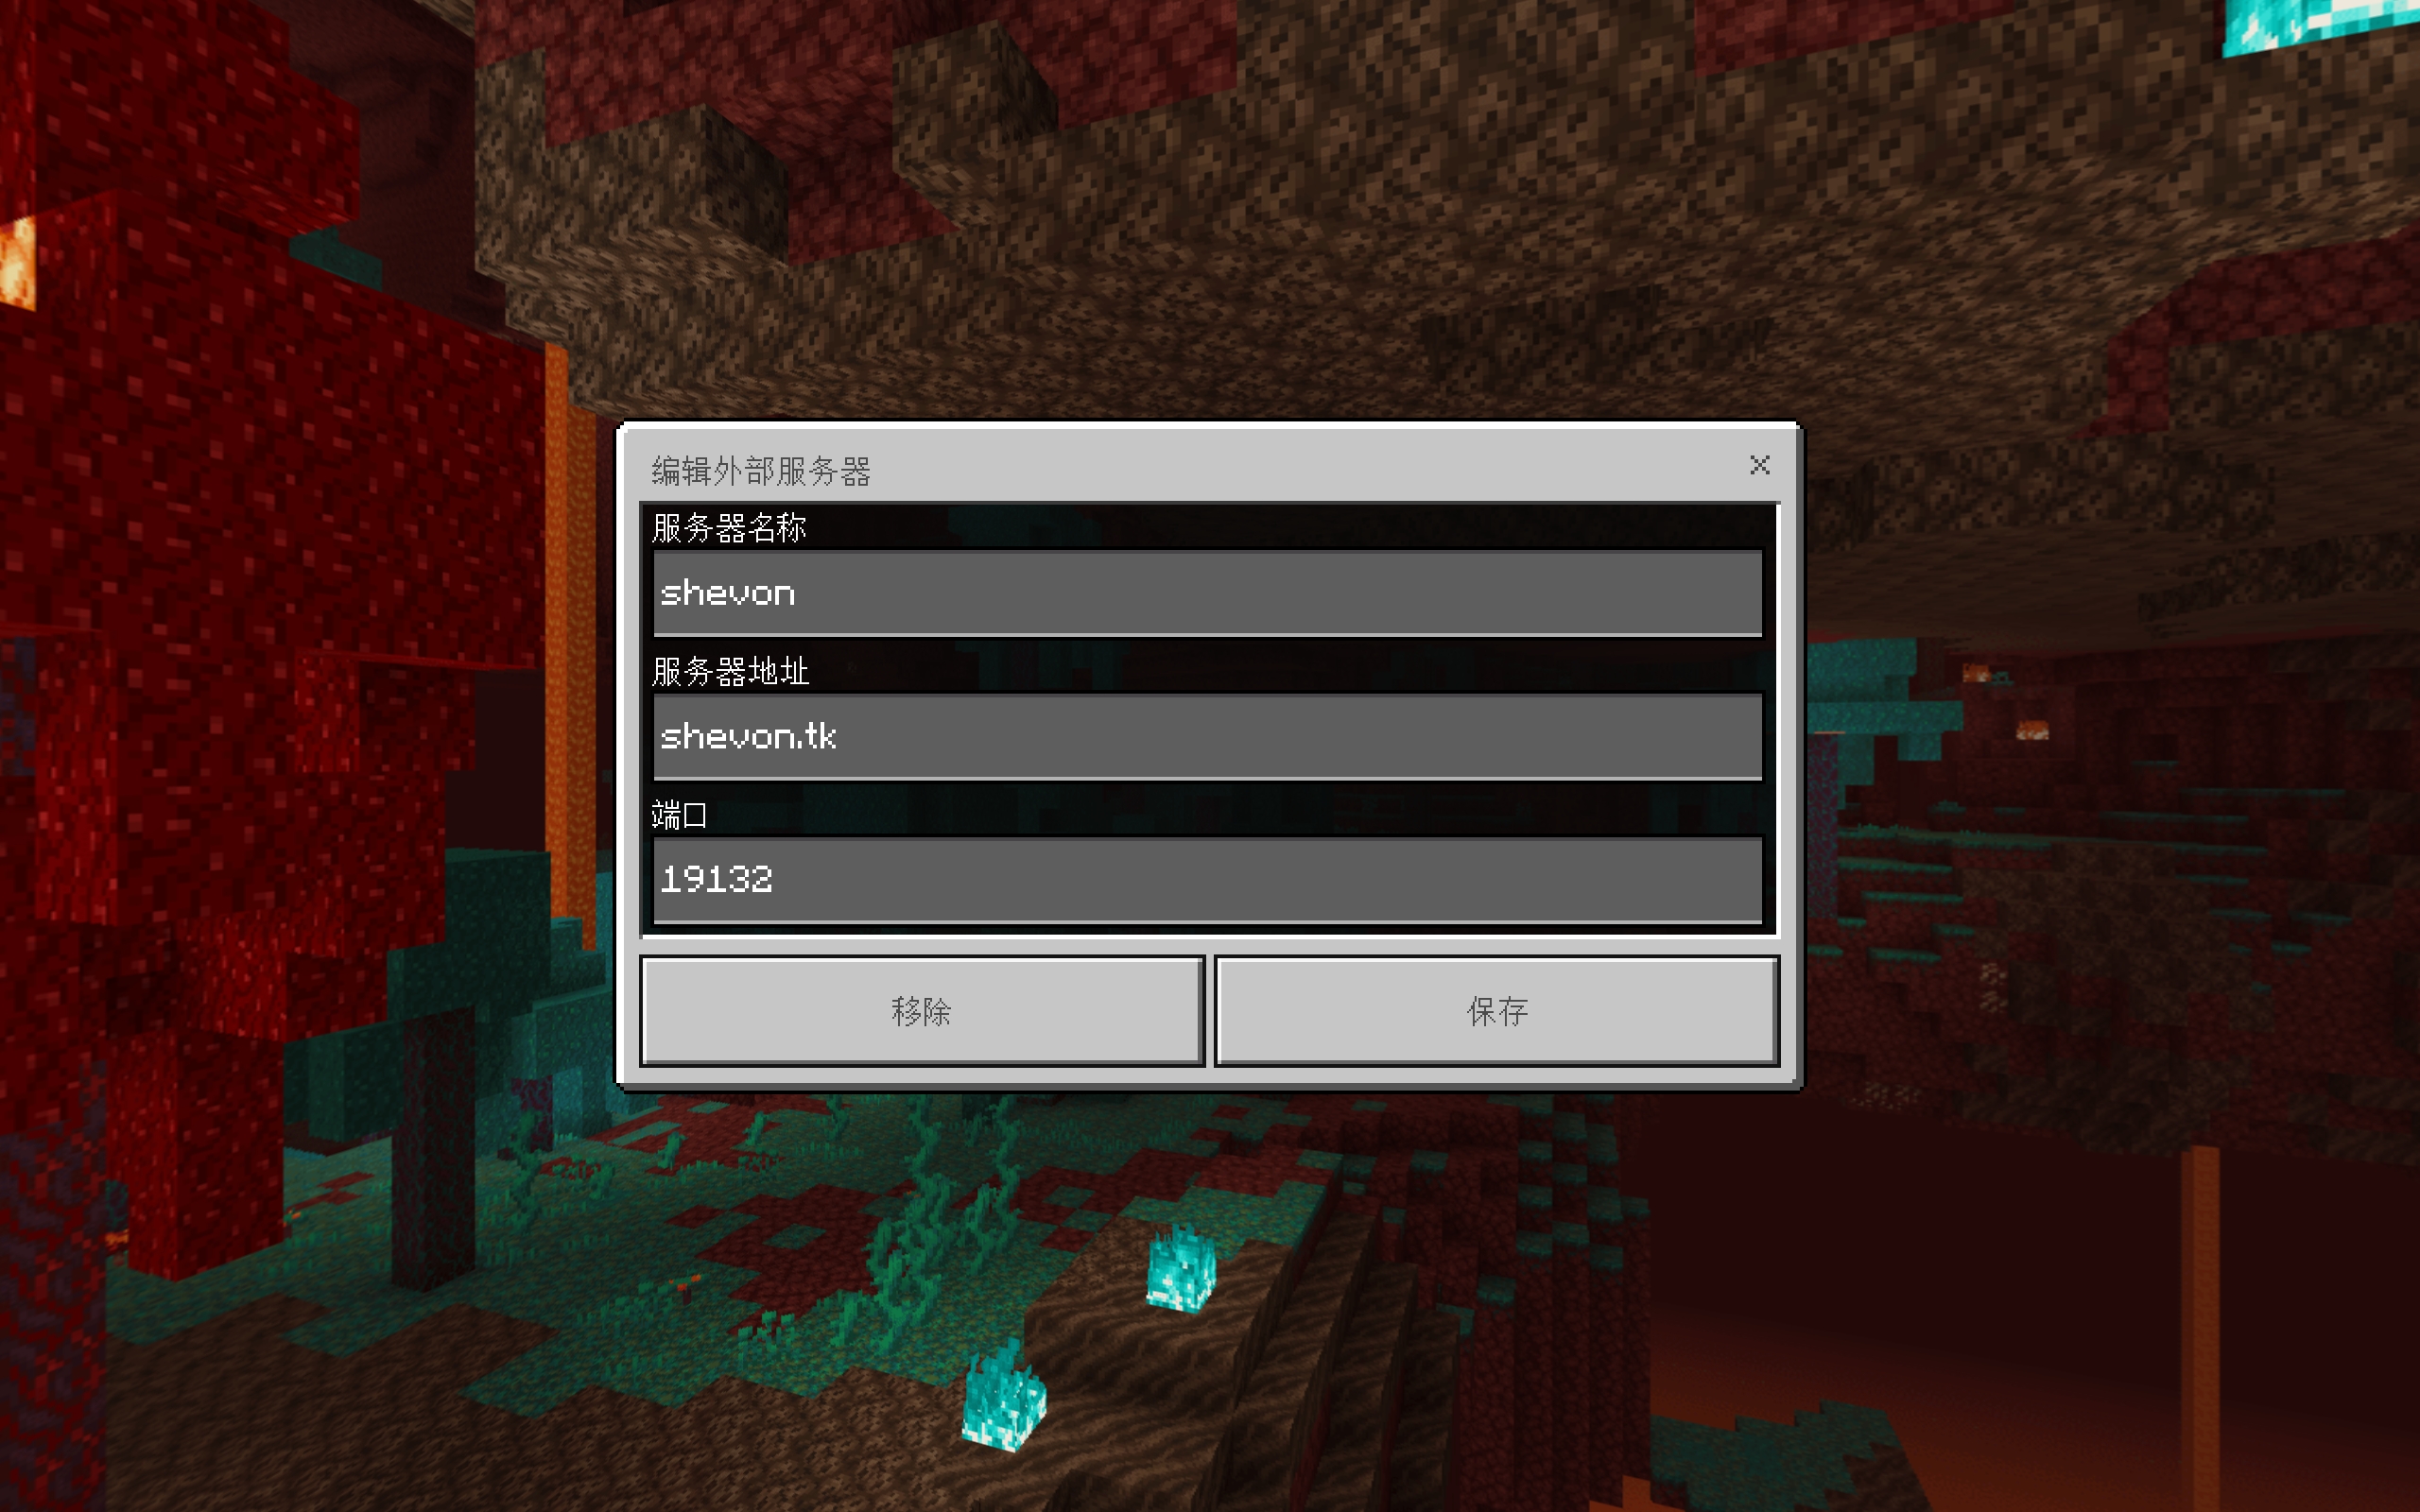 编辑外部服务器
服务器名称
shevon
服务器地址
shevon.tk
端口
19132
移除
保存